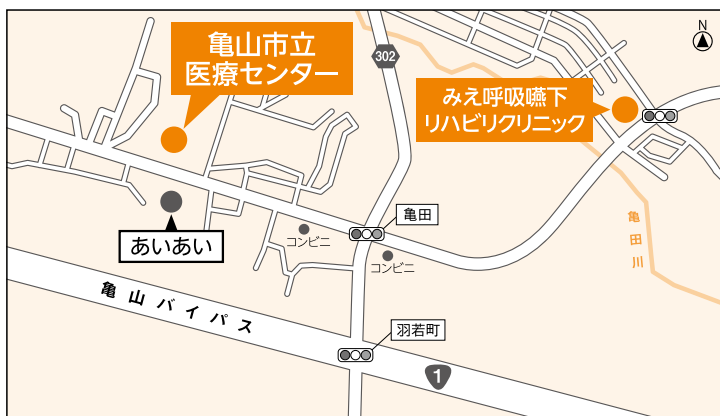 N
亀山市立
医療センター
302
みえ呼吸嚥下
リハビリクリニック
亀田
あいあい
コンビニ
コンビニ
亀田川
亀山バイパス
羽若町
1